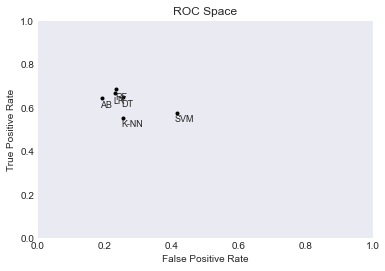 ROC Space
True Positive Rate
1.0
0.8
0.6
0.4
0.2
0.0
LR
AB
DT
K-NN
SVM
0.0 0.2 0.4 0.6 0.8 1.0
False Positive Rate